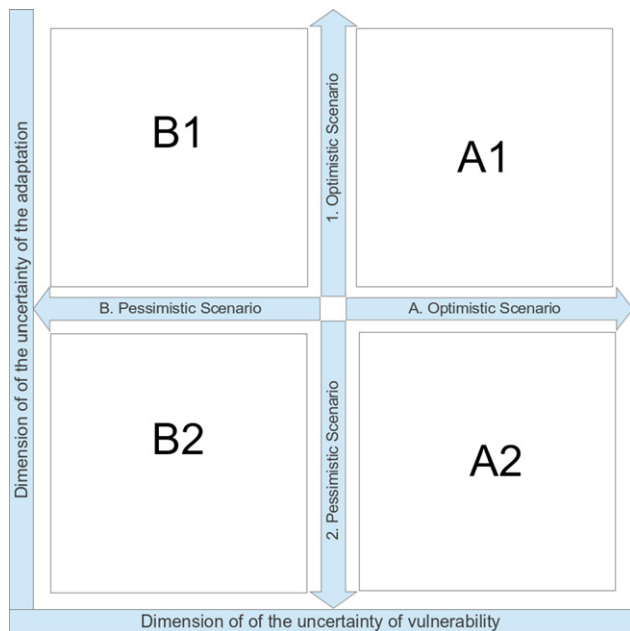 Dimension of of the uncertainty of the adaptation
B1
1. Optimistic Scenario
A1
B. Pessimistic Scenario
A. Optimistic Scenario
B2
2. Pessimistic Scenario
A2
Dimension of of the uncertainty of vulnerability